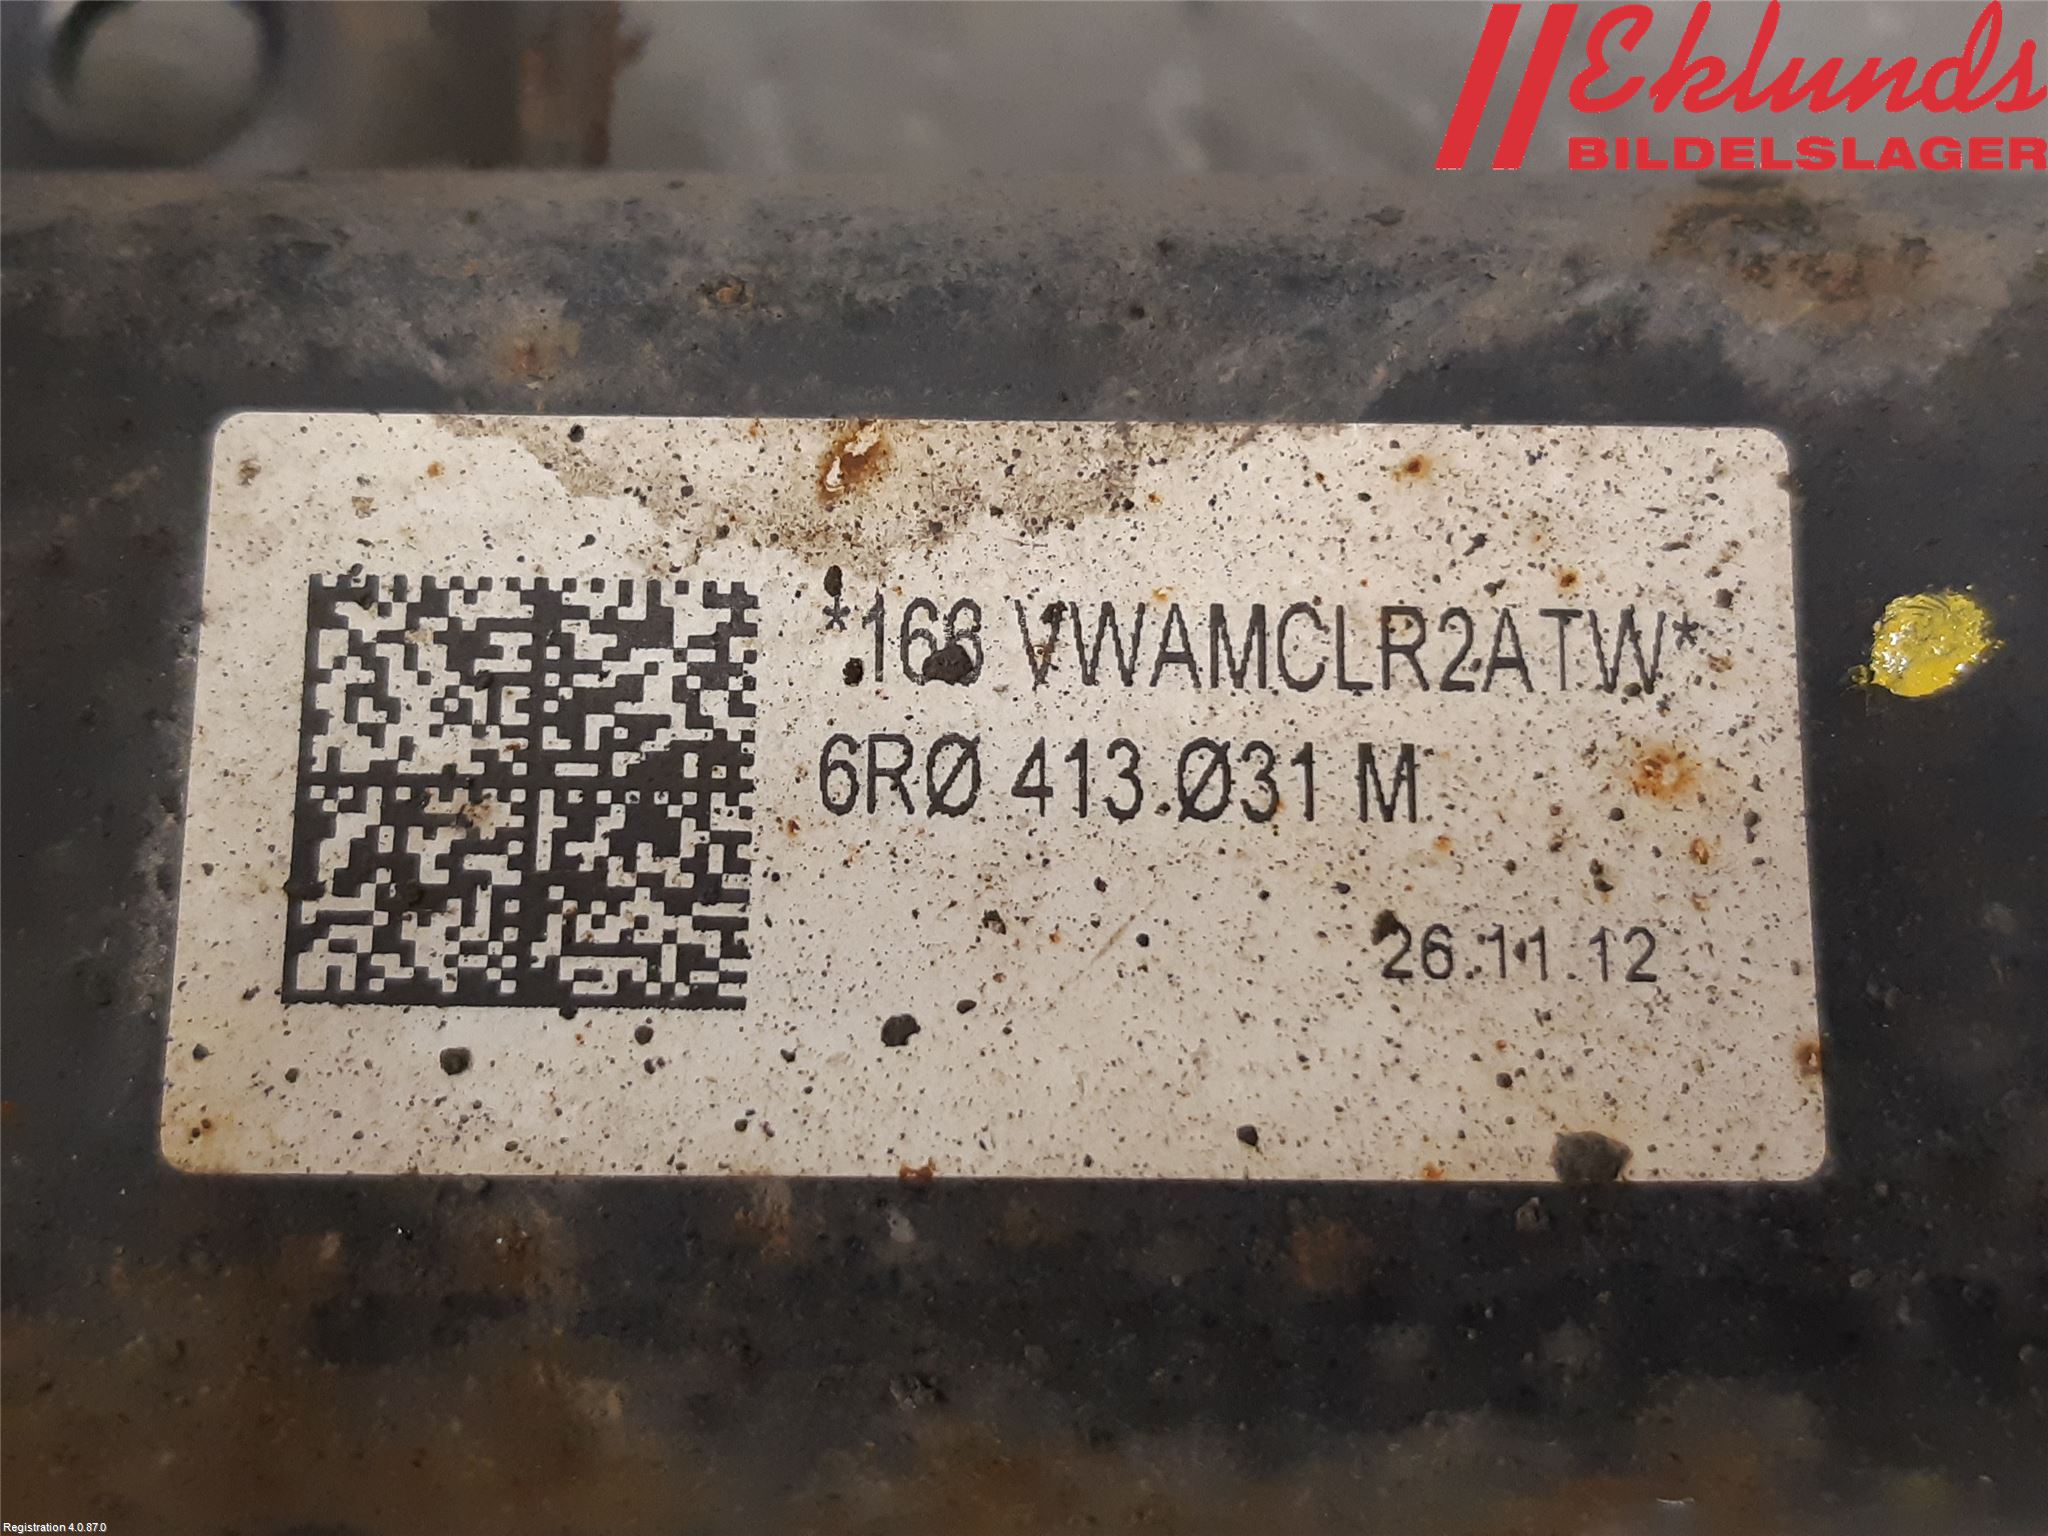 Eklunds
BILDELSLAGER
*168 VWAMCLR2ATW*
6RØ 413.Ø31 M
26.11.12
Registration 4.0.87.0